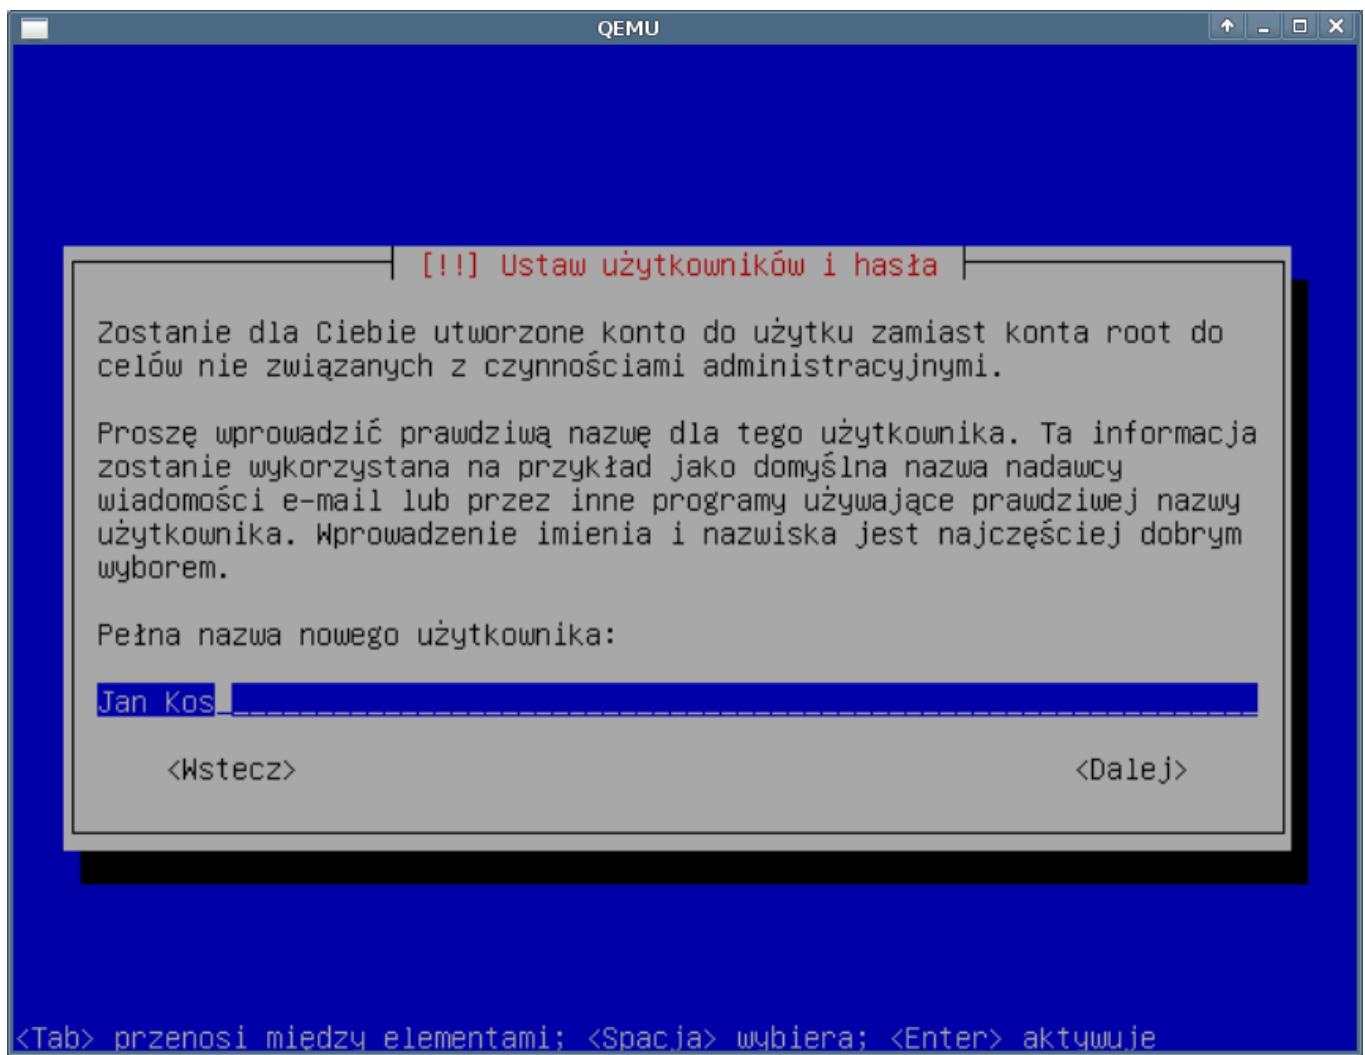 QEMU
[!!] Ustaw użytkowników i hasła
Zostanie dla Ciebie utworzone konto do użytku zamiast konta root do
celów nie związanych z czynnościami administracyjnymi.
Proszę wprowadzić prawdziwą nazwę dla tego użytkownika. Ta informacja
zostanie wykorzystana na przykład jako domyślna nazwa nadawcy
wiadomości e-mail lub przez inne programy używające prawdziwej nazwy
użytkownika. Wprowadzenie imienia i nazwiska jest najczęściej dobrym
wyborem.
Pełna nazwa nowego użytkownika:
Jan Kos
<Wstecz> <Dalej>
<Tab> przenosi między elementami; <Spacja> wybiera; <Enter> aktywuje